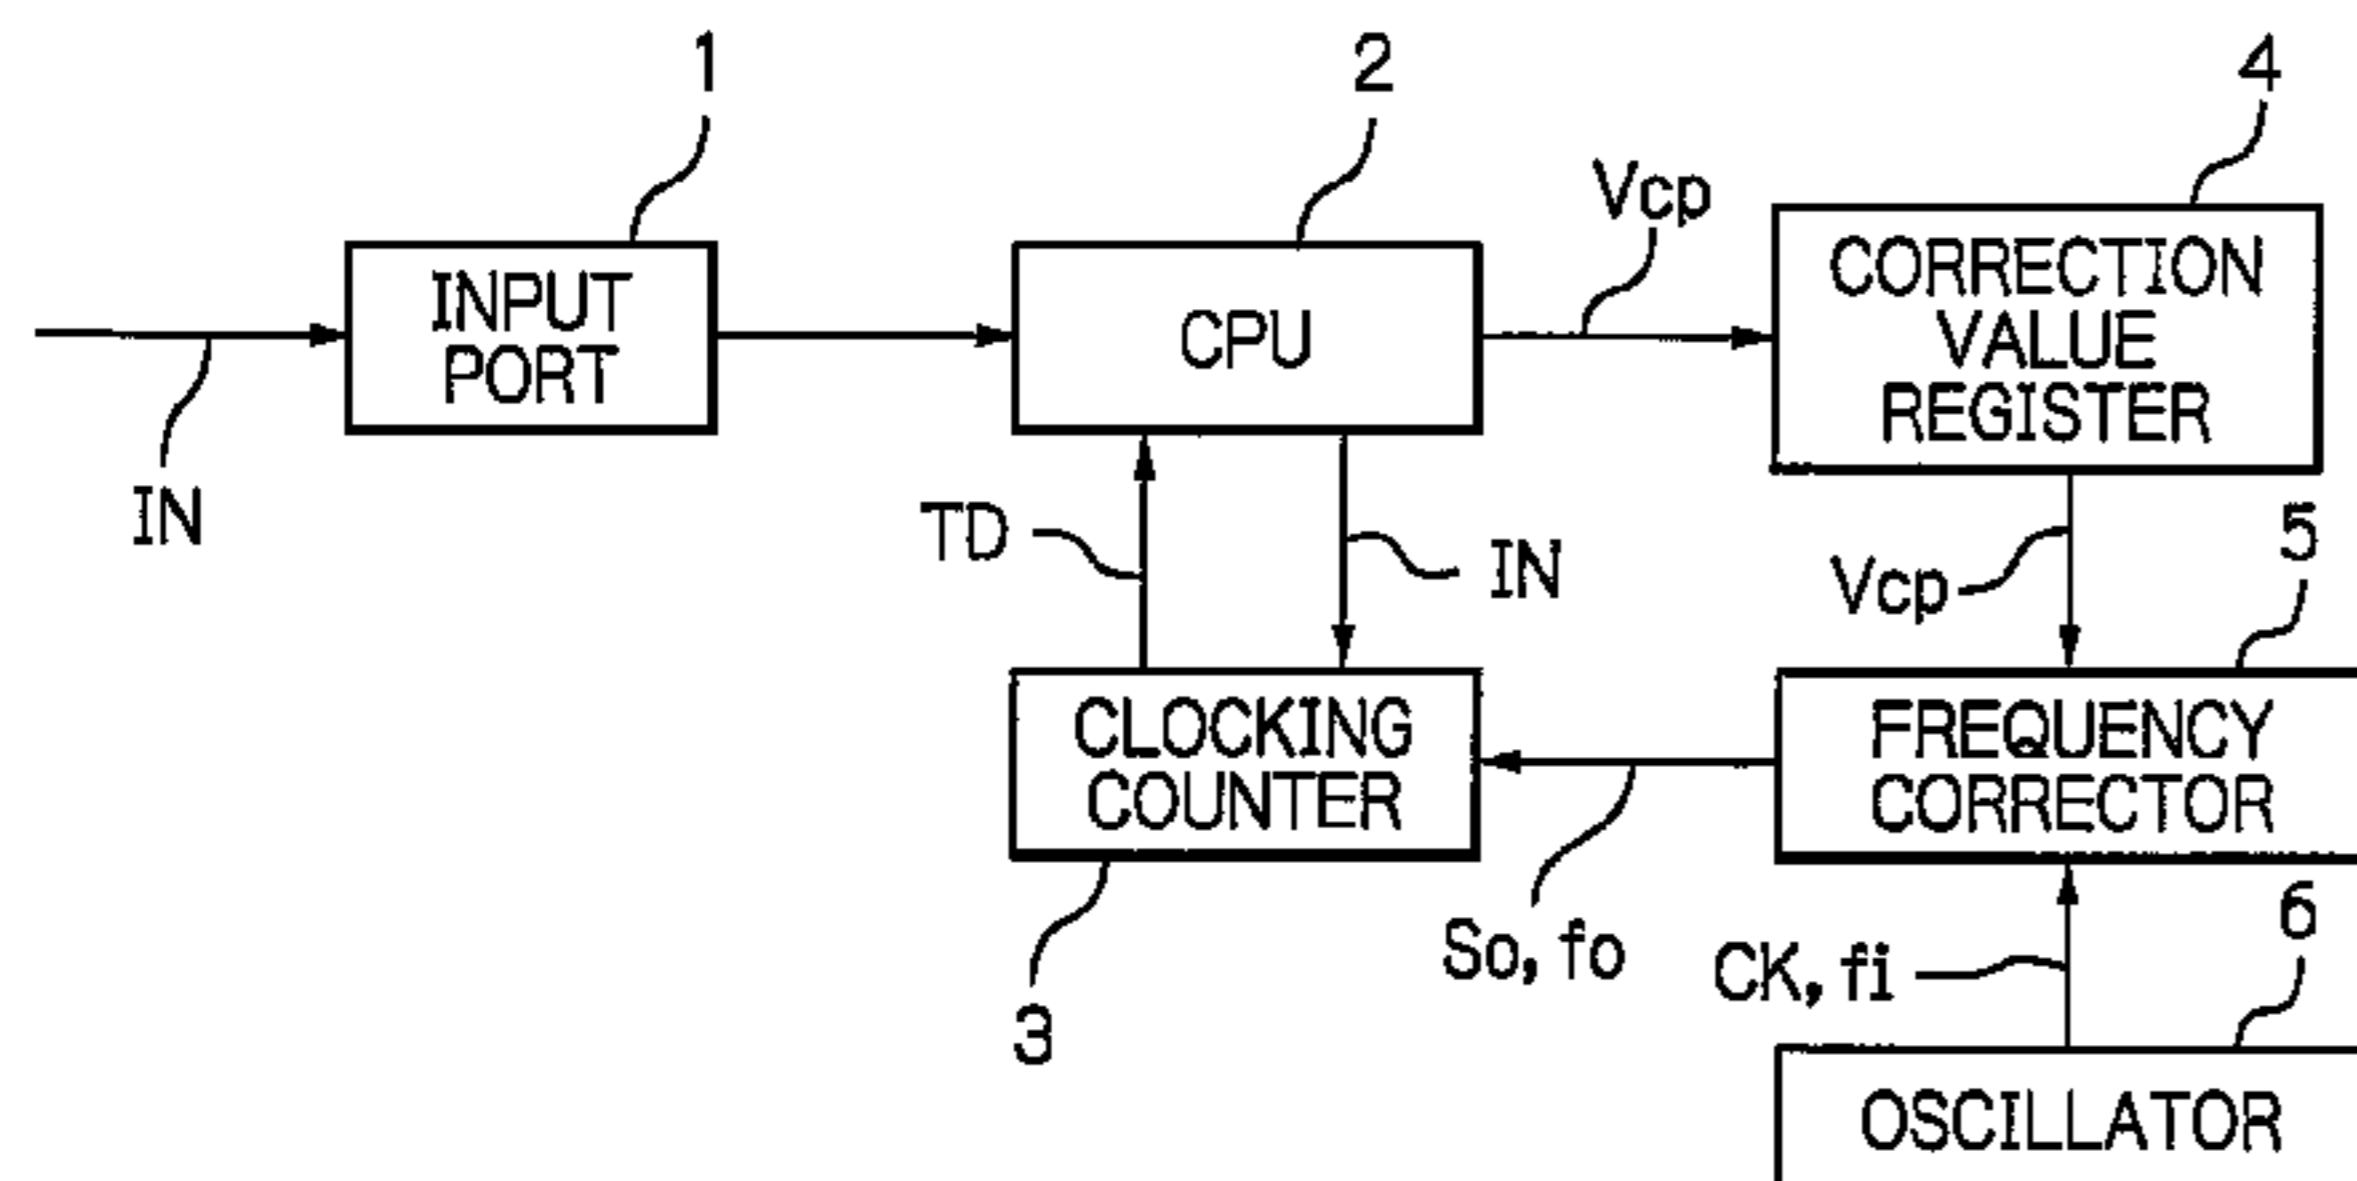 1
2
4
Vcp
INPUT
PORT
CPU
CORRECTION
VALUE
REGISTER
IN
TD
IN
Vcp
5
CLOCKING
COUNTER
FREQUENCY
CORRECTOR
3
So, fo
CK, fi
6
OSCILLATOR